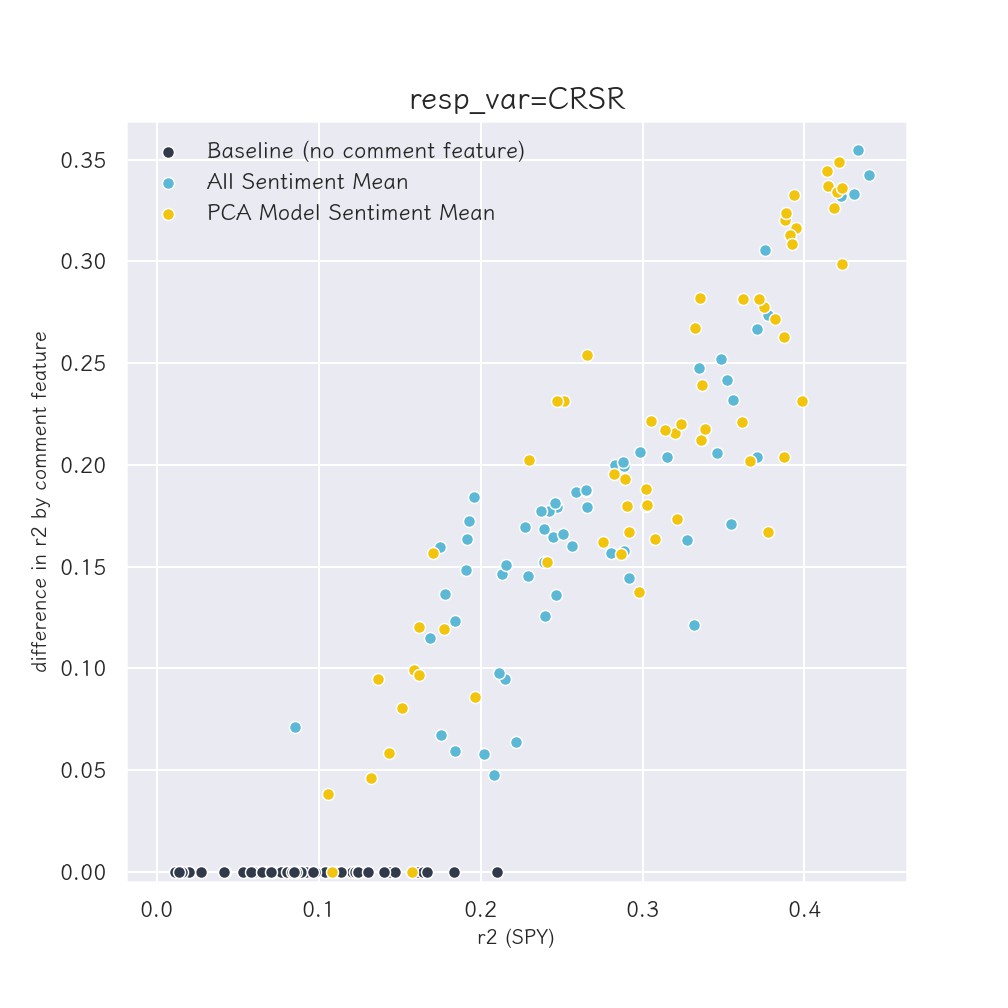 resp_var=CRSR
Baseline (no comment feature)
All Sentiment Mean
PCA Model Sentiment Mean
difference in r2 by comment feature
0.35
0.30
0.25
0.20
0.15
0.10
0.05
0.00
0.0 0.1 0.2 0.3 0.4
r2 (SPY)